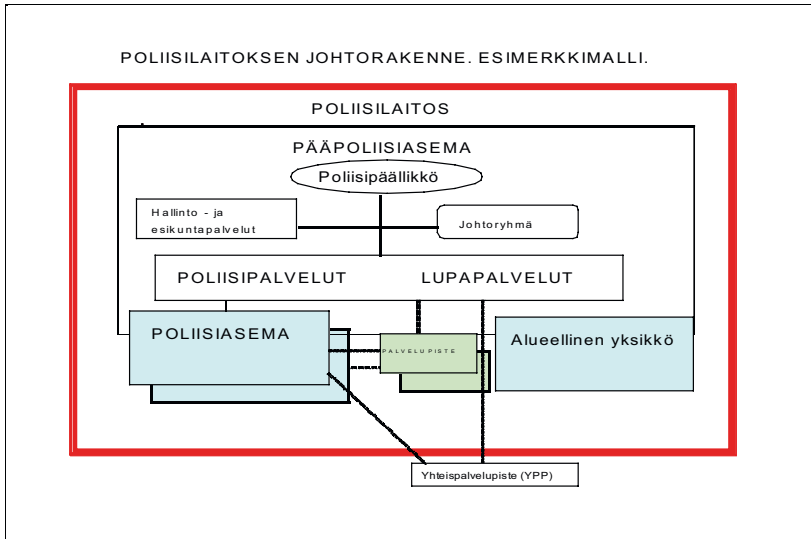 POLIISILAITOKSEN JOHTORAKENNE. ESIMERKKIMALLI.
POLIISILAITOS
PÄÄPOLIISIASEMA
Poliisipäällikkö
Hallinto - ja
esikuntapalvelut
Johtoryhmä
POLIISIPALVELUT LUPAPALVELUT
POLIISIASEMA
PALVELUPISTE
Alueellinen yksikkö
Yhteispalvelupiste (YPP)